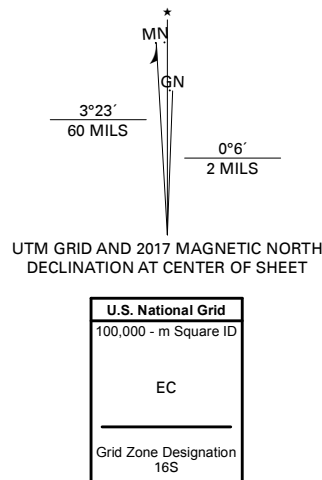 ★
MN
GN
3°23´
60 MILS
0°6´
2 MILS
UTM GRID AND 2017 MAGNETIC NORTH
DECLINATION AT CENTER OF SHEET
U.S. National Grid
100,000 - m Square ID
EC
Grid Zone Designation
16S